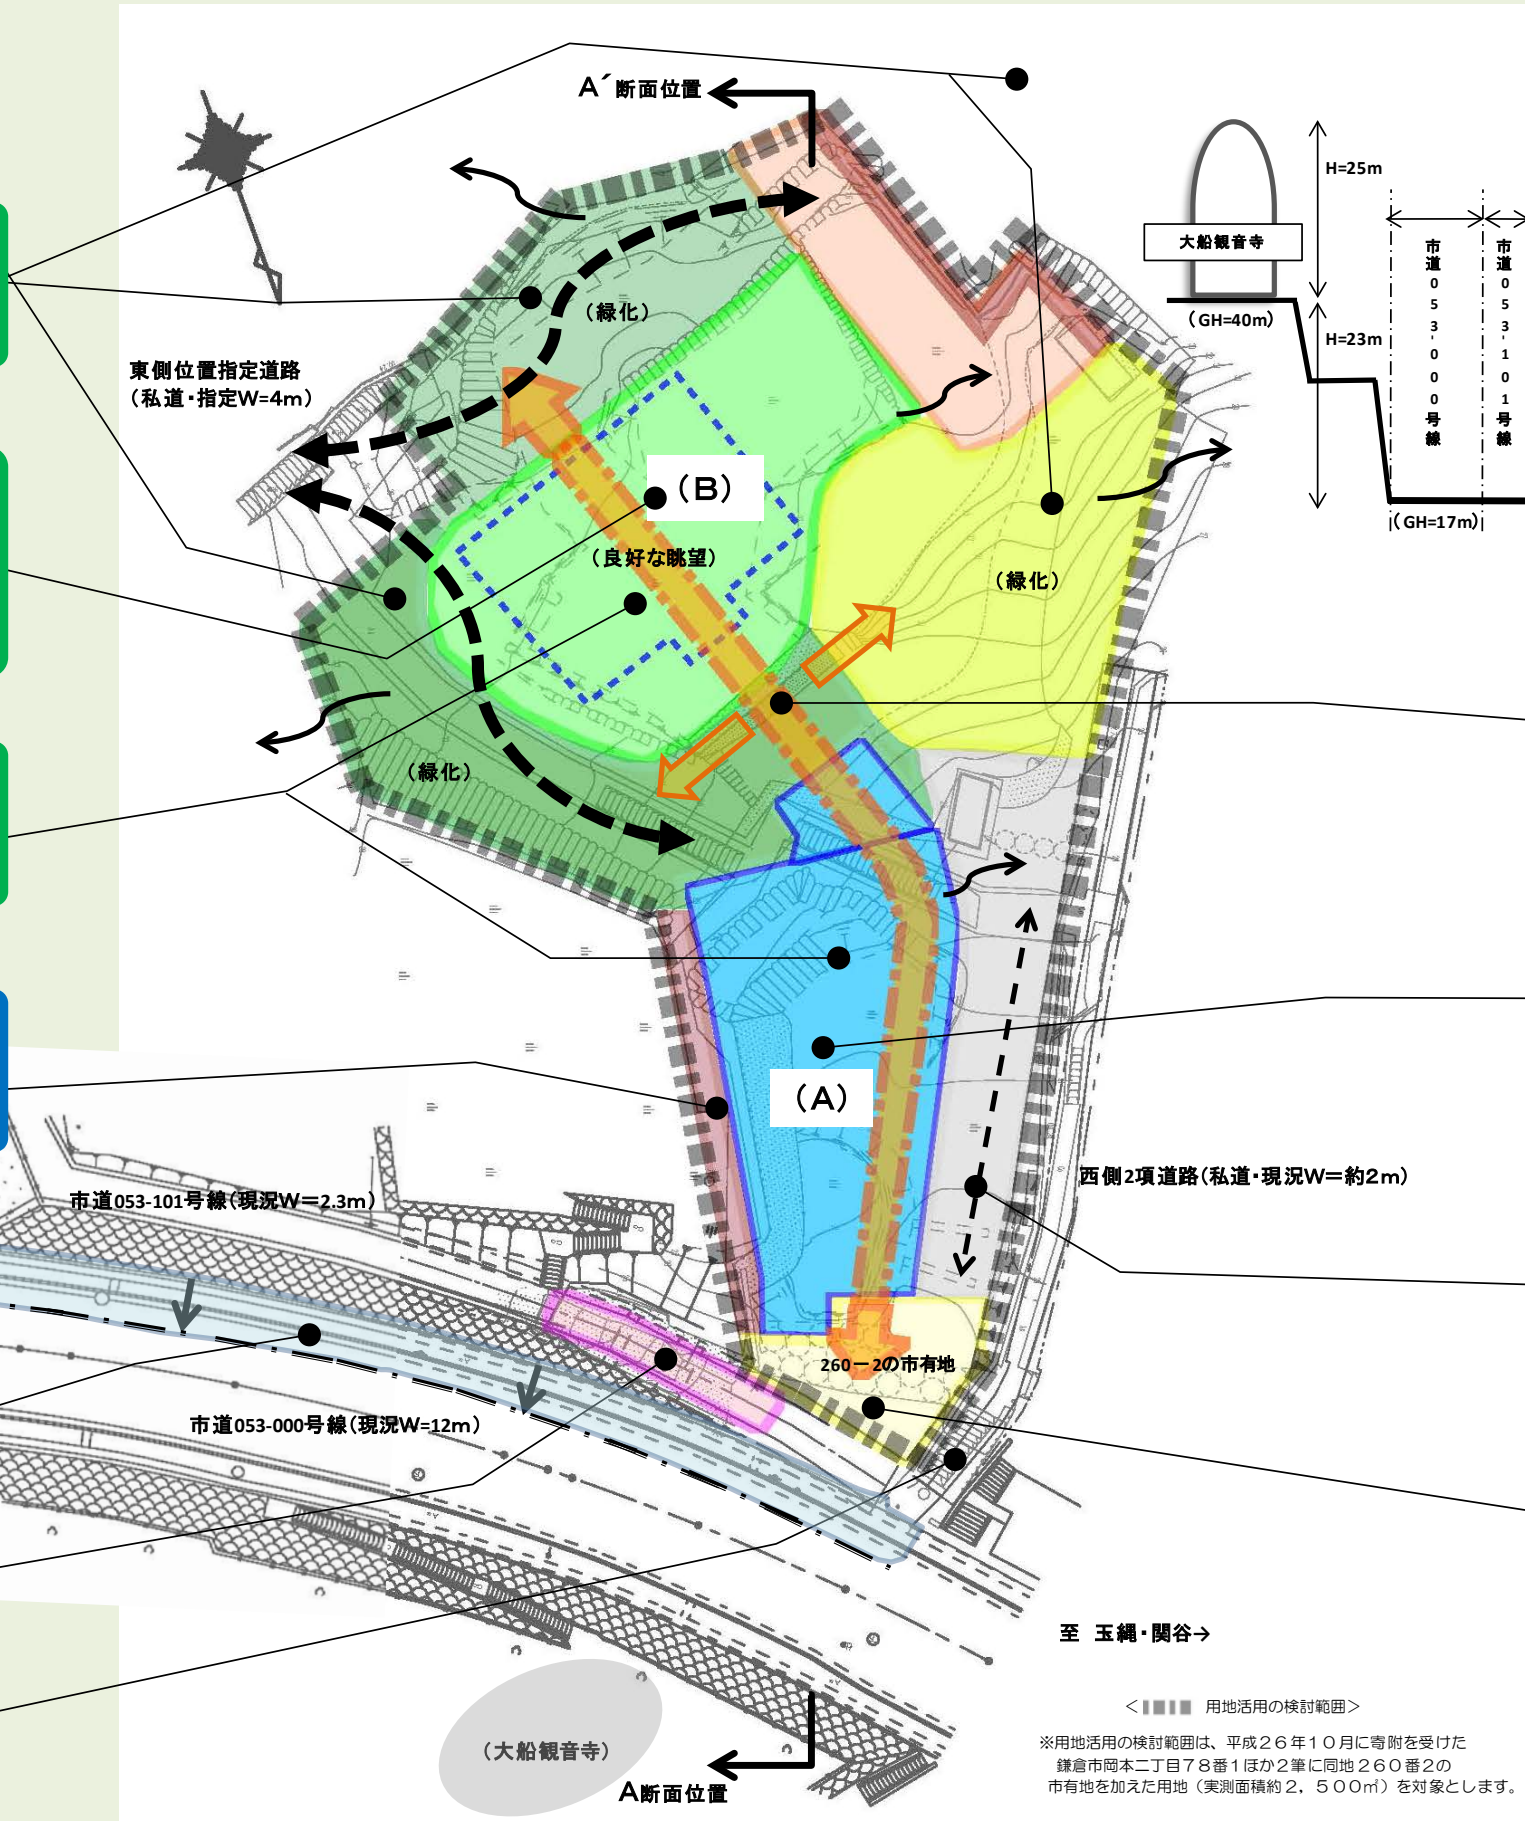 A´断面位置
H=25m
大船観音寺
(GH=40m)
H=23m
市道053-000号線
市道053-101号線
(GH=17m)
(緑化)
東側位置指定道路
(私道・指定W=4m)
(B)
(良好な眺望)
(緑化)
(緑化)
(A)
西側2項道路(私道・現況W=約2m)
市道053-101号線(現況W=2.3m)
260-2の市有地
市道053-000号線(現況W=12m)
至 玉縄・関谷→
< 用地活用の検討範囲>
(大船観音寺)
※用地活用の検討範囲は、平成26年10月に寄附を受けた
鎌倉市岡本二丁目78番1ほか2筆に同地260番2の
市有地を加えた用地(実測面積約2,500㎡)を対象とします。
A断面位置